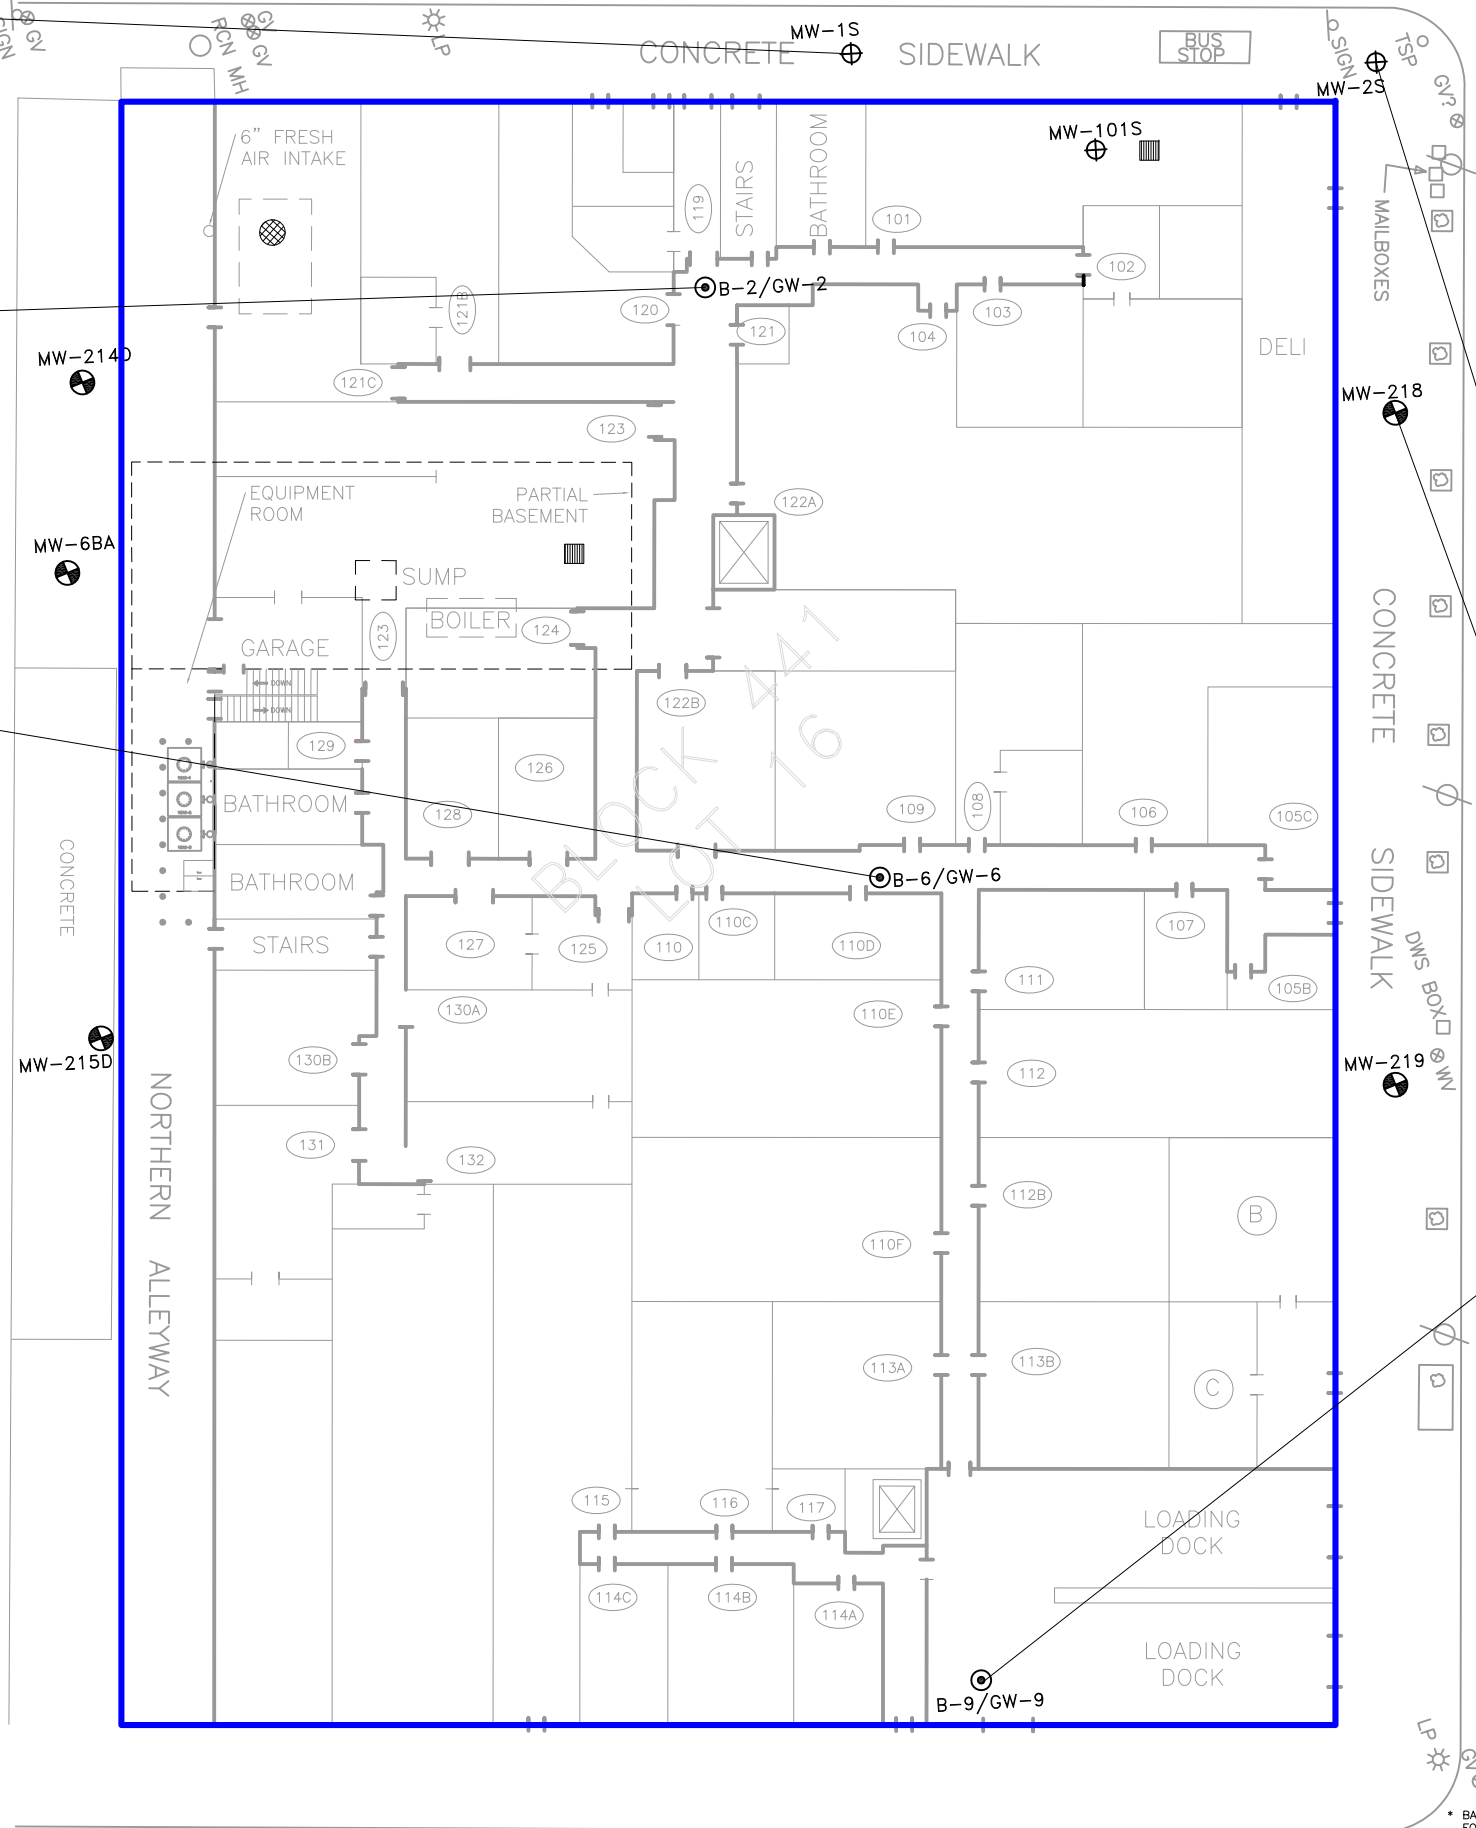 SIGN
GV
RCN MH
GV
GV
LP
CONCRETE SIDEWALK
MW-1S
BUS
STOP
SIGN
TSP
MW-2S
GV?
6" FRESH
AIR INTAKE
119
STAIRS
BATHROOM
MW-101S
101
102
MAILBOXES
B-2/GW-2
121B
120
121
104
103
DELI
MW-214D
121C
MW-218
123
EQUIPMENT
ROOM
PARTIAL
BASEMENT
122A
MW-6BA
SUMP
BOILER
124
GARAGE
123
DOWN
DOWN
122B
BLOCK 441
LOT 16
CONCRETE
SIDEWALK
129
126
BATHROOM
128
109
108
106
105C
CONCRETE
BATHROOM
B-6/GW-6
STAIRS
127
125
110
110C
110D
107
111
105B
DWS BOX
130A
110E
MW-215D
130B
112
MW-219
WV
NORTHERN ALLEYWAY
131
132
112B
B
110F
113A
113B
C
115
116
117
LOADING
DOCK
114C
114B
114A
LOADING
DOCK
B-9/GW-9
LP
GV
* BA